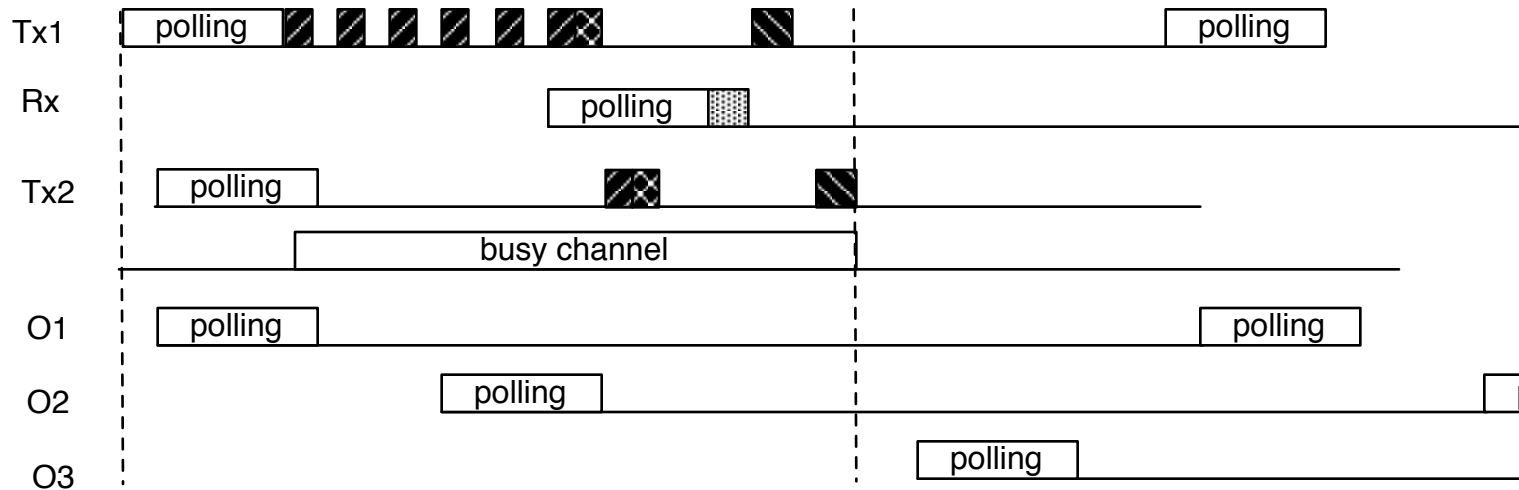 Tx1 polling polling
Rx polling
Tx2 polling
busy channel
O1 polling polling
O2 polling
O3 polling